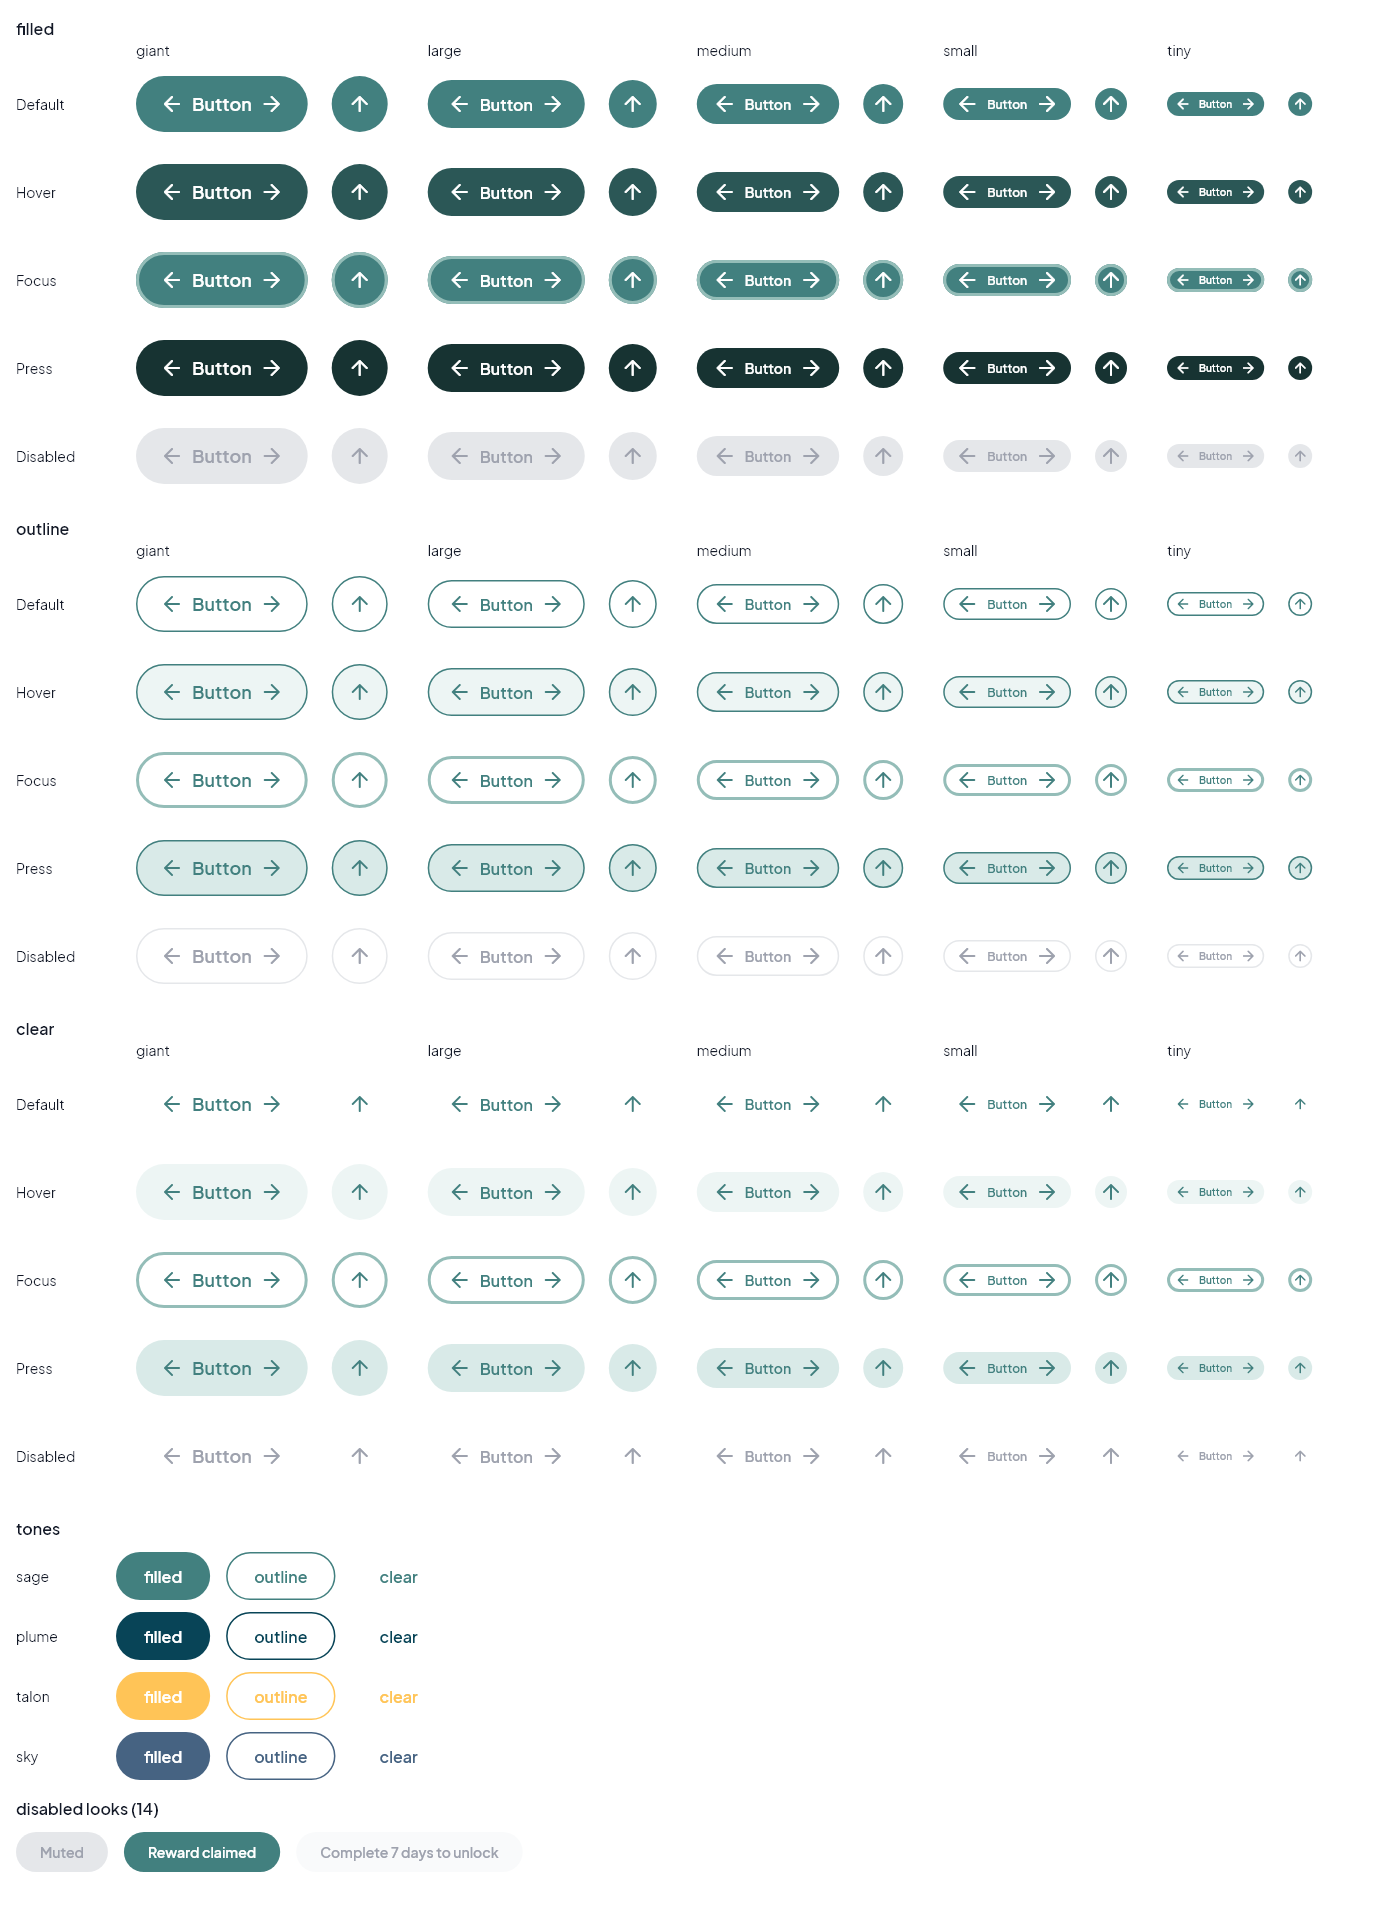 filled
giant large medium small tiny
Default Button Button Button Button Button
Hover Button Button Button Button Button
Focus Button Button Button Button Button
Press Button Button Button Button Button
Disabled Button Button Button Button Button
outline
giant large medium small tiny
Default Button Button Button Button Button
Hover Button Button Button Button Button
Focus Button Button Button Button Button
Press Button Button Button Button Button
Disabled Button Button Button Button Button
clear
giant large medium small tiny
Default Button Button Button Button Button
Hover Button Button Button Button Button
Focus Button Button Button Button Button
Press Button Button Button Button Button
Disabled Button Button Button Button Button
tones
sage filled outline clear
plume filled outline clear
talon filled outline clear
sky filled outline clear
disabled looks (14)
Muted Reward claimed Complete 7 days to unlock